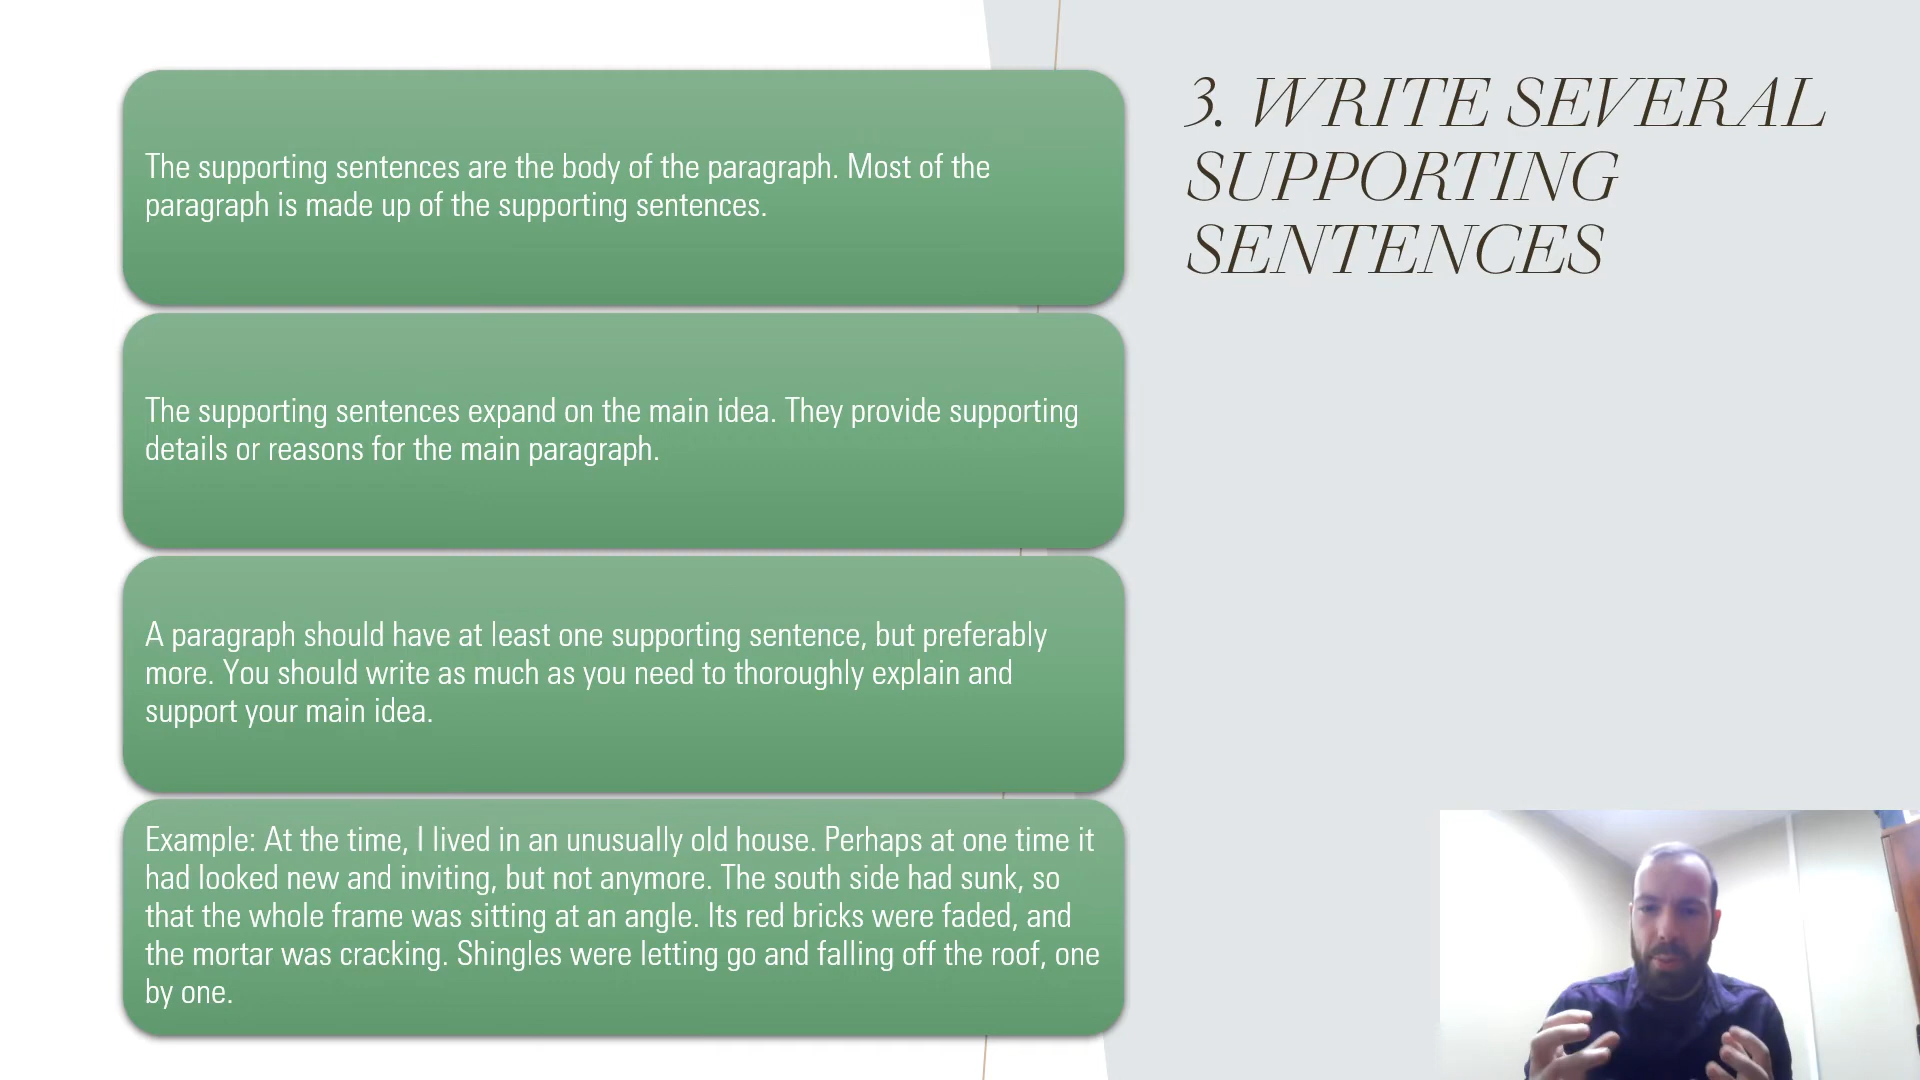 3. WRITE SEVERAL
SUPPORTING
SENTENCES
The supporting sentences are the body of the paragraph. Most of the
paragraph is made up of the supporting sentences.
The supporting sentences expand on the main idea. They provide supporting
details or reasons for the main paragraph.
A paragraph should have at least one supporting sentence, but preferably
more. You should write as much as you need to thoroughly explain and
support your main idea.
Example: At the time, I lived in an unusually old house. Perhaps at one time it
had looked new and inviting, but not anymore. The south side had sunk, so
that the whole frame was sitting at an angle. Its red bricks were faded, and
the mortar was cracking. Shingles were letting go and falling off the roof, one
by one.